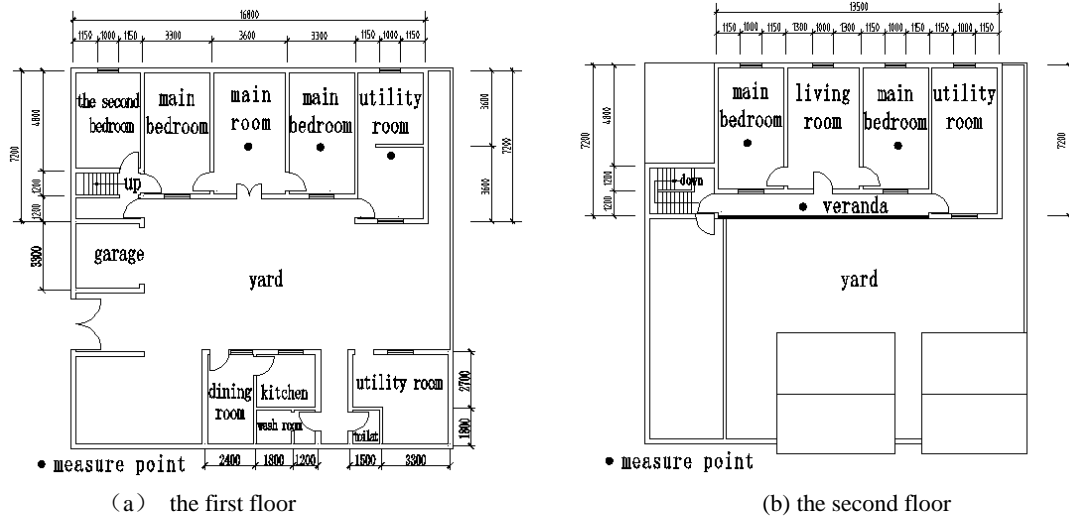 16800
1150 1000 1150 3300 3600 3300 1150 1000 1150
the second
bedroom
main
bedroom
main
room
main
bedroom
utility
room
4800
7200
1200
1200
3300
3600
7200
3600
up
garage
yard
dining
room
kitchen
wash room
toilat
utility room
2700
1800
2400 1800 1200 1500 3300
measure point
(a) the first floor
13500
1150 1000 1150 1300 1000 1300 1150 1000 1150 1150 1000 1150
main
bedroom
living
room
main
bedroom
utility
room
4800
7200
1200
1200
7200
down
veranda
yard
measure point
(b) the second floor